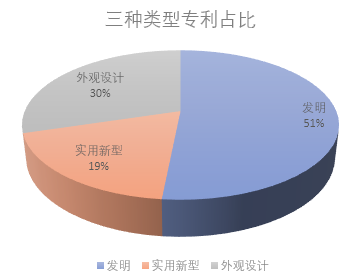 三种类型专利占比
外观设计
30%
发明
51%
实用新型
19%
发明 实用新型 外观设计